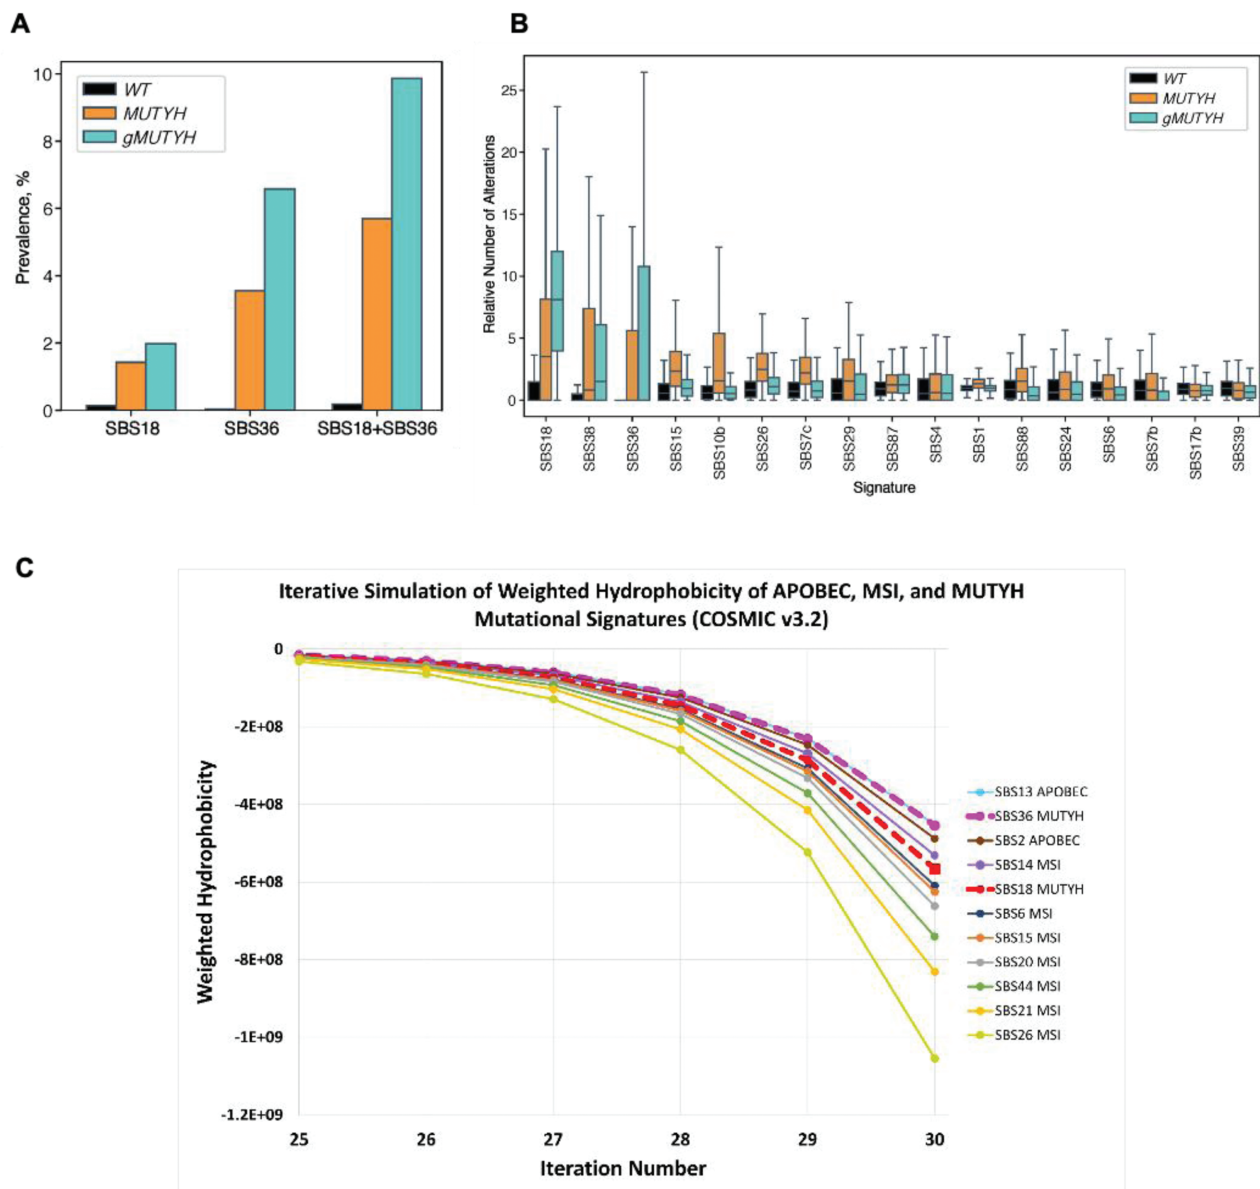 A
10
8
6
4
2
0
Prevalence, %
WT
MUTYH
gMUTYH
SBS18
SBS36
SBS18+SBS36
B
25
20
15
10
5
0
Relative Number of Alterations
WT
MUTYH
gMUTYH
SBS18
SBS38
SBS36
SBS15
SBS10b
SBS26
SBS7c
SBS29
SBS87
SBS4
SBS1
SBS88
SBS24
SBS6
SBS7b
SBS17b
SBS39
Signature
C
Iterative Simulation of Weighted Hydrophobicity of APOBEC, MSI, and MUTYH
Mutational Signatures (COSMIC v3.2)
0
-2E+08
-4E+08
-6E+08
-8E+08
-1E+09
-1.2E+09
Weighted Hydrophobicity
25
26
27
28
29
30
Iteration Number
SBS13 APOBEC
SBS36 MUTYH
SBS2 APOBEC
SBS14 MSI
SBS18 MUTYH
SBS6 MSI
SBS15 MSI
SBS20 MSI
SBS44 MSI
SBS21 MSI
SBS26 MSI